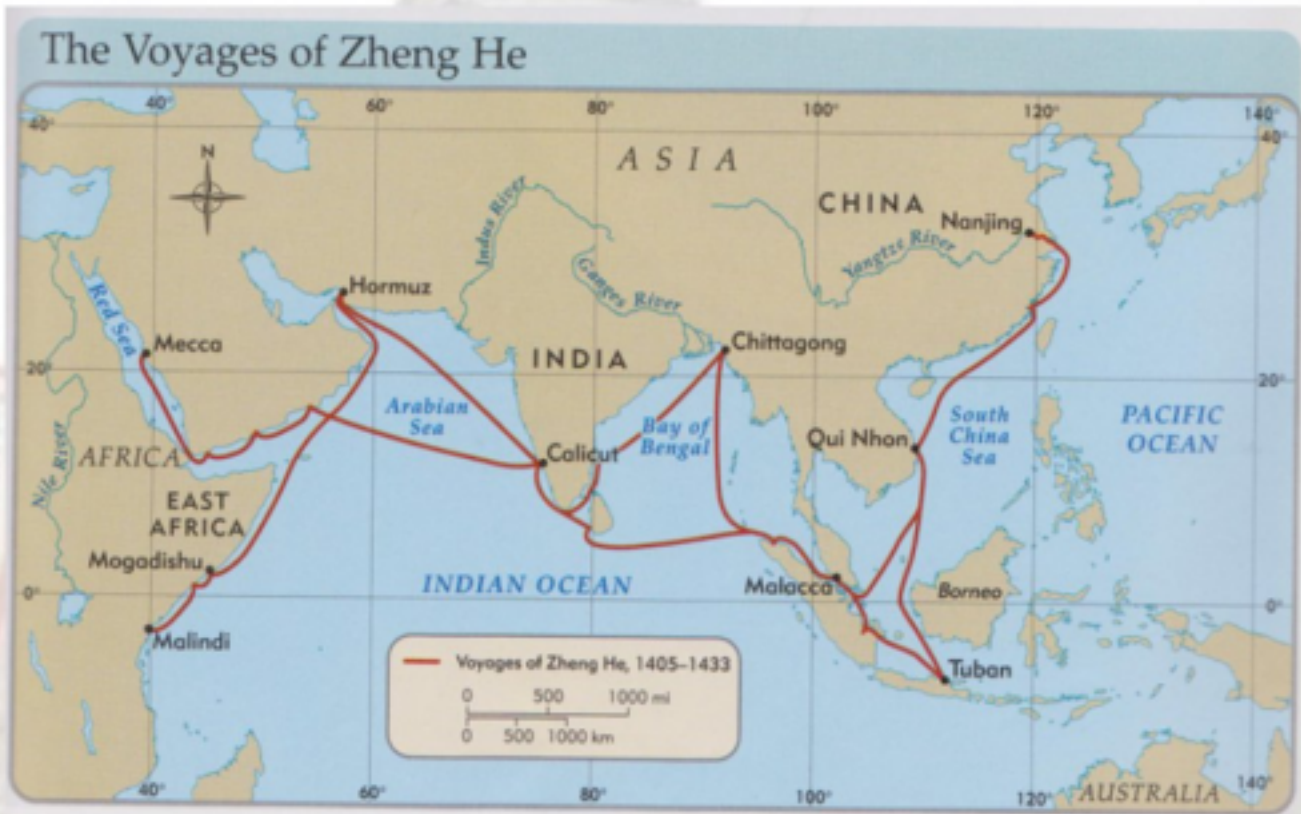 The Voyages of Zheng He
40°
60°
80°
100°
120°
140°
40°
40°
N
ASIA
CHINA
Nanjing
Indus River
Yangtze River
Ganges River
Hormuz
Red Sea
Mecca
Chittagong
INDIA
20°
20°
Arabian
Sea
Bay of
Bengal
South
China
Sea
PACIFIC
OCEAN
Qui Nhon
Calicut
AFRICA
Nile River
EAST
AFRICA
Mogadishu
INDIAN OCEAN
Malacca
Borneo
0°
0°
Malindi
Tuban
Voyages of Zheng He, 1405–1433
0 500 1000 mi
0 500 1000 km
40°
60°
80°
100°
120°
AUSTRALIA
140°